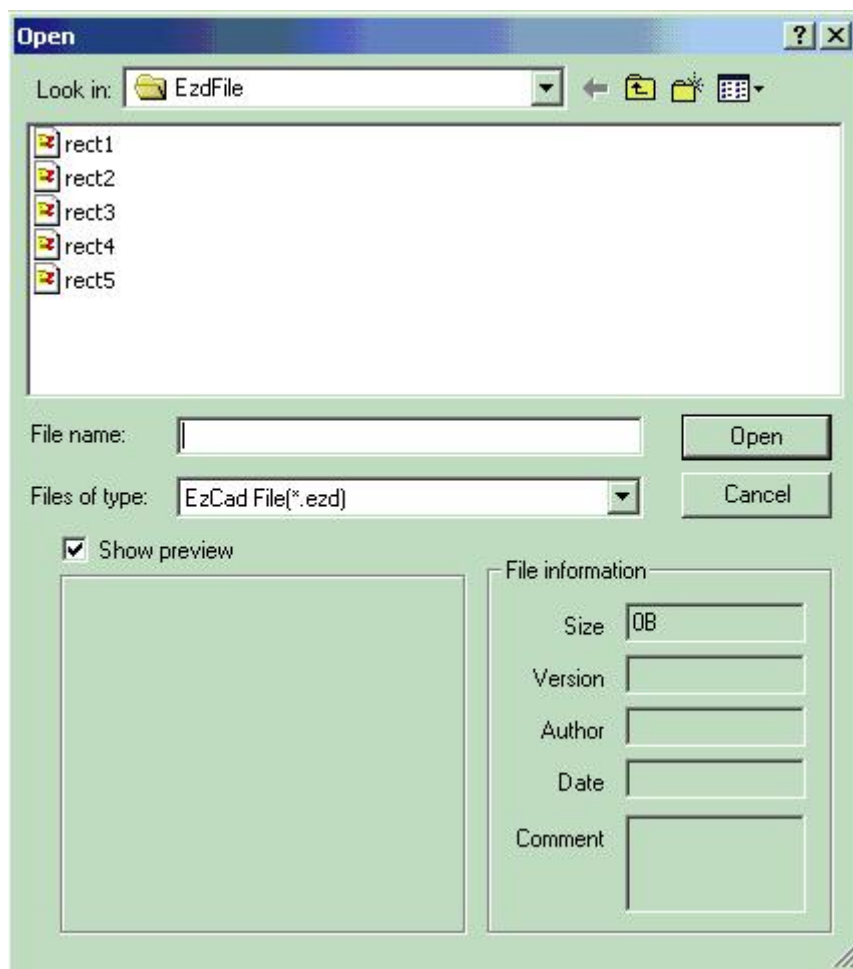 Open
Look in: EzdFile
rect1
rect2
rect3
rect4
rect5
File name: Open
Files of type: EzCad File(*.ezd) Cancel
Show preview
File information
Size 0B
Version
Author
Date
Comment